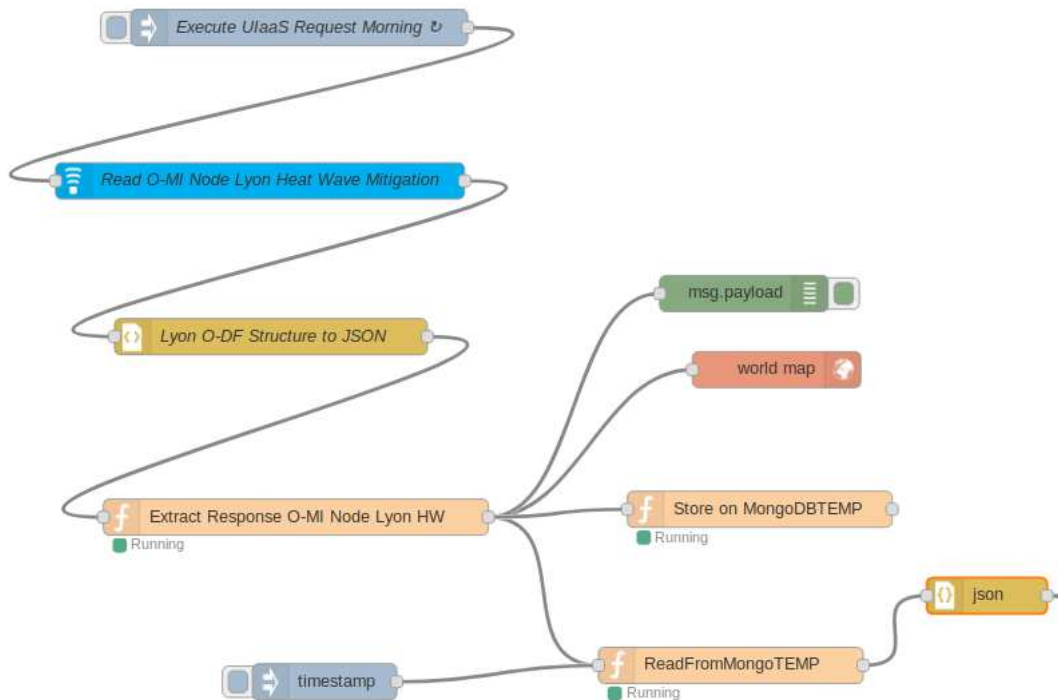 Execute UIaaS Request Morning ↻
Read O-MI Node Lyon Heat Wave Mitigation
msg.payload
Lyon O-DF Structure to JSON
world map
Extract Response O-MI Node Lyon HW
Store on MongoDBTEMP
Running
Running
json
ReadFromMongoTEMP
timestamp
Running